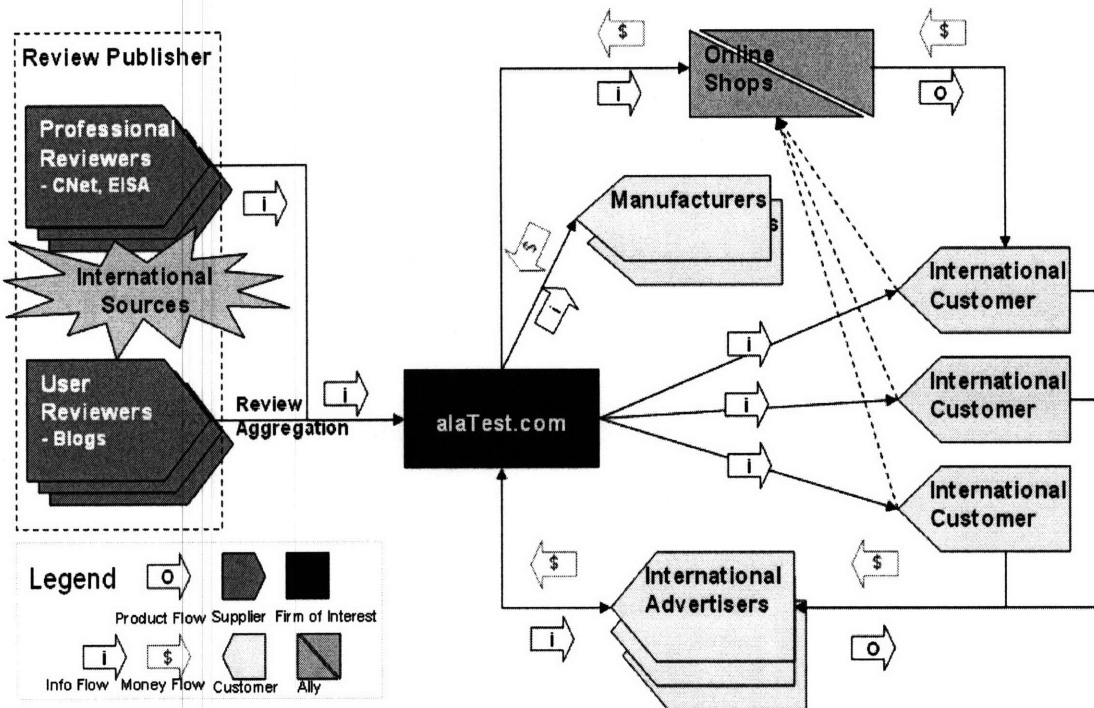 Review Publisher
Professional
Reviewers
- CNet, EISA
i
International
Sources
User
Reviewers
- Blogs
Review
Aggregation
i
alaTest.com
$
i
Online
Shops
$
O
Manufacturers
s
$
i
International
Customer
i
International
Customer
i
International
Customer
i
$
i
International
Advertisers
$
O
Legend
O
Product Flow
Supplier
Firm of Interest
i
Info Flow
$
Money Flow
Customer
Ally